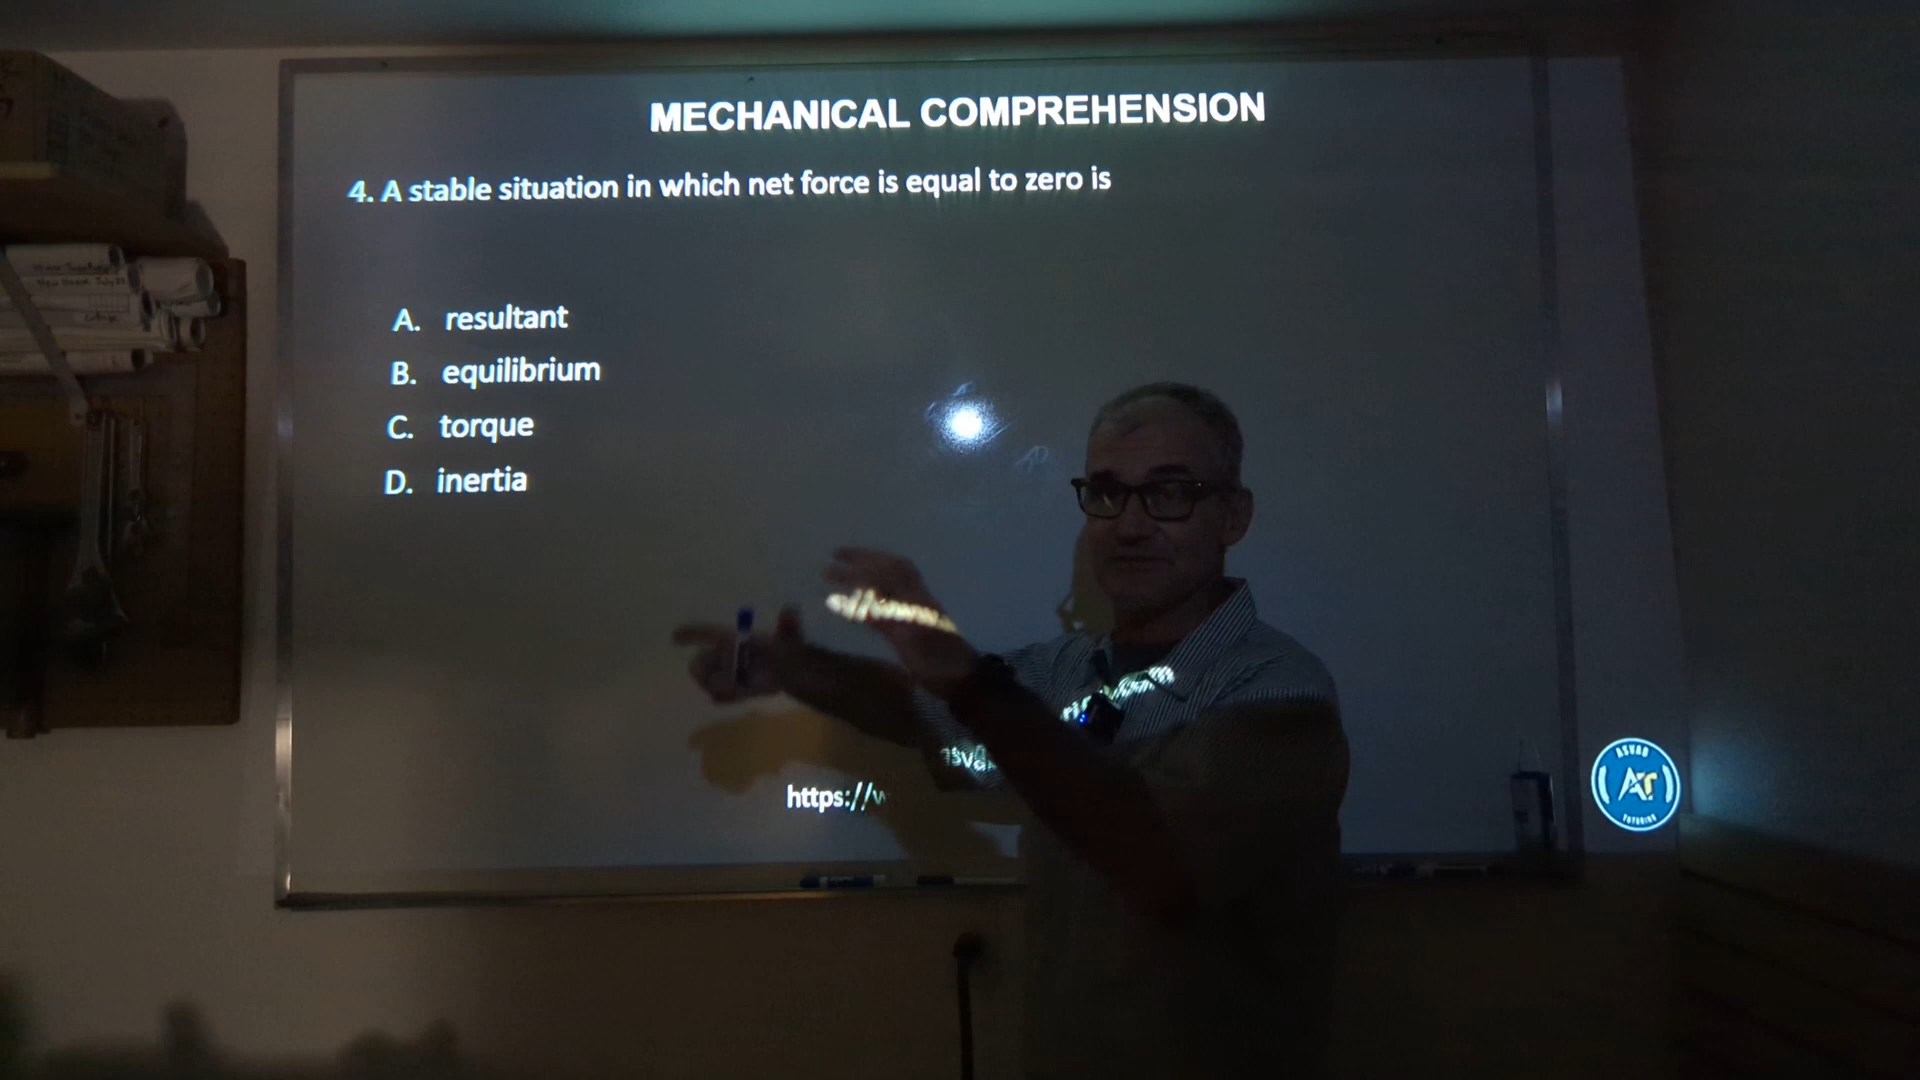 MECHANICAL COMPREHENSION
4. A stable situation in which net force is equal to zero is
A. resultant
B. equilibrium
C. torque
D. inertia
https://w
ASVAB
AT
TUTORING